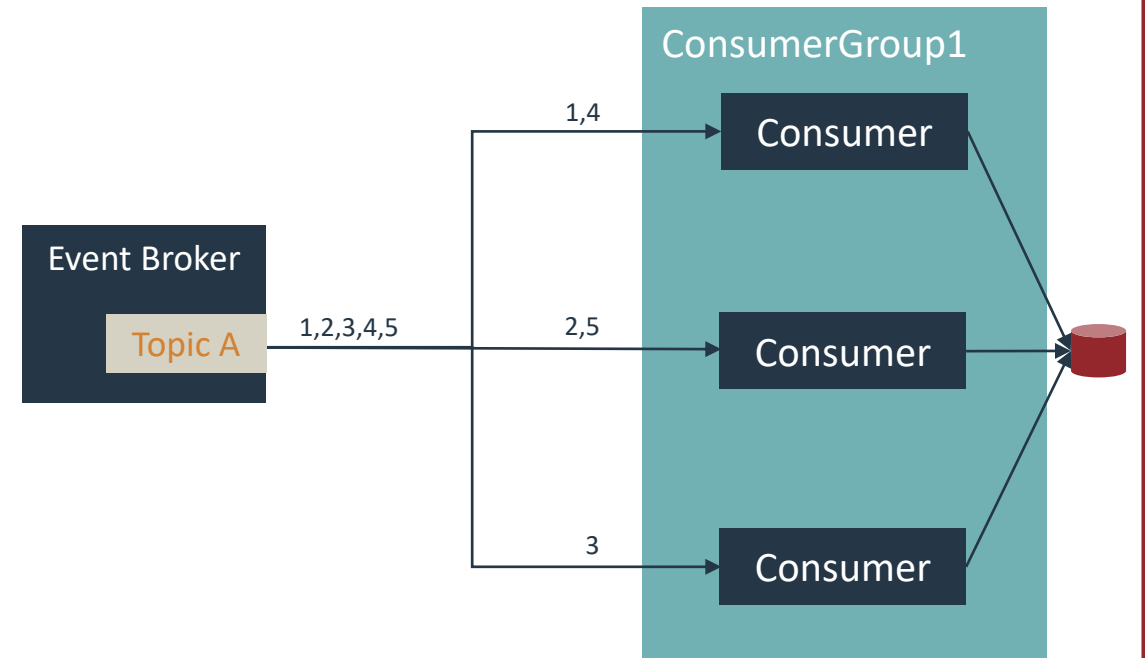 ConsumerGroup1
1,4
Consumer
Event Broker
Topic A
1,2,3,4,5
2,5
Consumer
3
Consumer